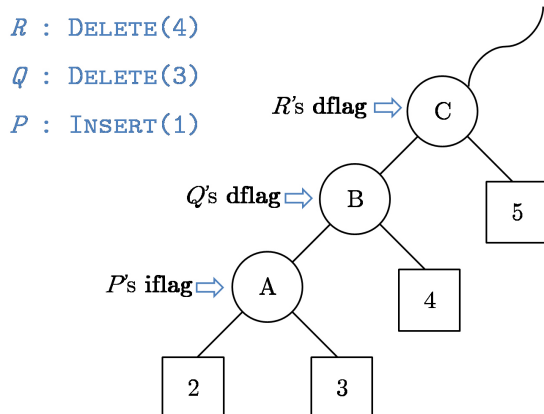 R : DELETE(4)
Q : DELETE(3)
P : INSERT(1)
R's dflag
C
Q's dflag
B
5
P's iflag
A
4
2
3